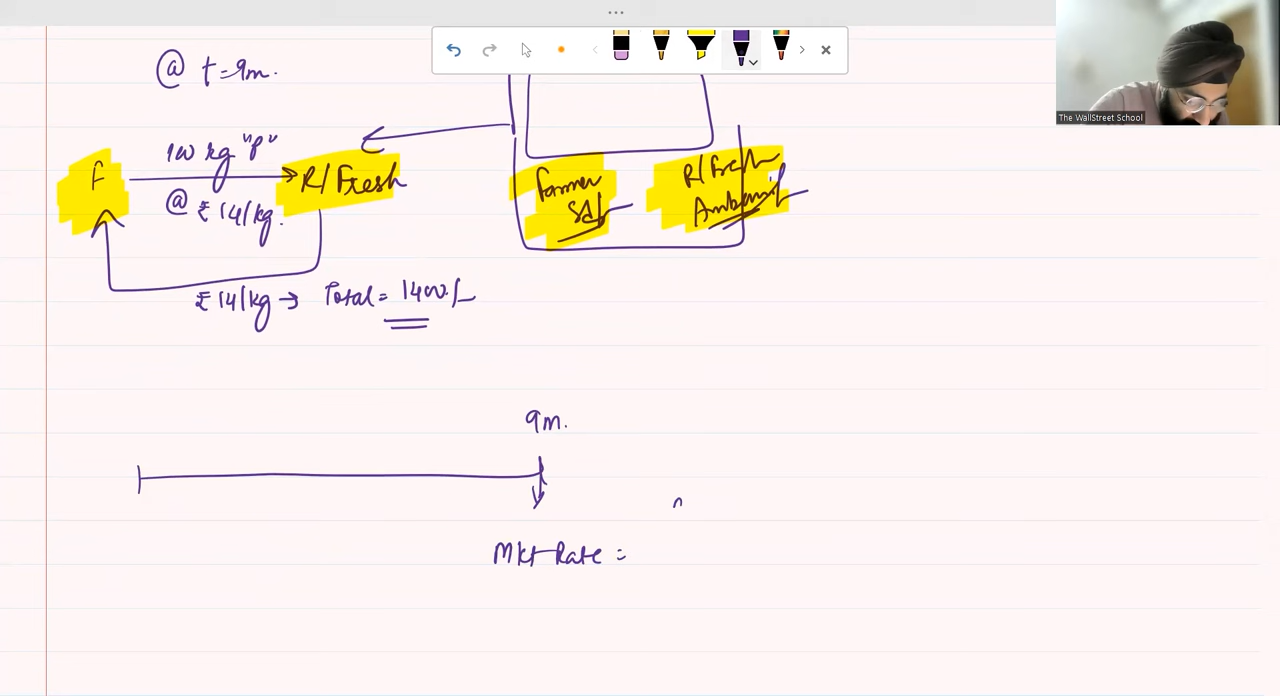 @ t=9m.
100 kg "P"
F
R/Fresh
@ ₹14/kg.
Farmer
R/Fresh
₹14/kg → Total = 1400/-
9m.
Mkt Rate =
The WallStreet School